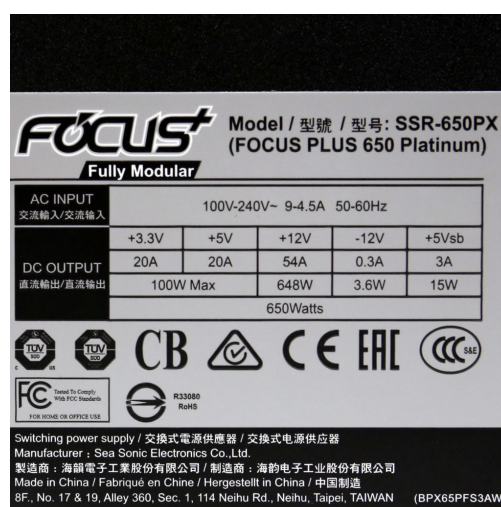 FOCUS+
Fully Modular
Model / 型號 / 型号: SSR-650PX
(FOCUS PLUS 650 Platinum)
AC INPUT
交流輸入/交流输入
100V-240V~ 9-4.5A 50-60Hz
DC OUTPUT
直流輸出/直流输出
+3.3V +5V +12V -12V +5Vsb
20A 20A 54A 0.3A 3A
100W Max 648W 3.6W 15W
650Watts
TÜV SÜD C US TÜV SÜD CB CE EAC CCC S&E
FC Tested To Comply
With FCC Standards
FOR HOME OR OFFICE USE
R33080
RoHS
Switching power supply / 交換式電源供應器 / 交换式电源供应器
Manufacturer : Sea Sonic Electronics Co.,Ltd.
製造商 : 海韻電子工業股份有限公司 / 制造商 : 海韵电子工业股份有限公司
Made in China / Fabriqué en Chine / Hergestellt in China / 中国制造
8F., No. 17 & 19, Alley 360, Sec. 1, 114 Neihu Rd., Neihu, Taipei, TAIWAN (BPX65PFS3AW